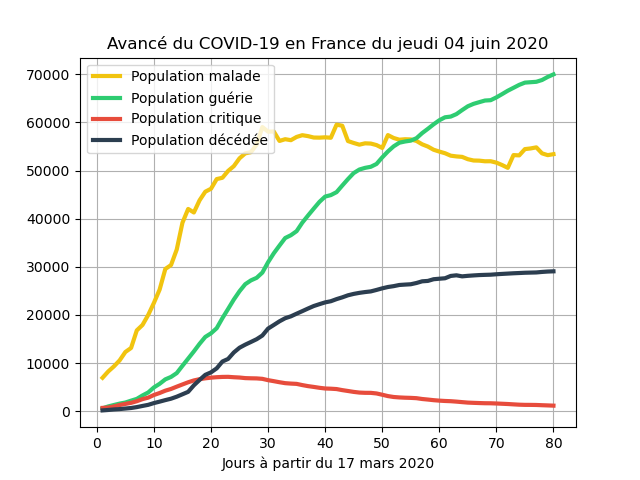 Avancé du COVID-19 en France du jeudi 04 juin 2020
Population malade
Population guérie
Population critique
Population décédée
70000
60000
50000
40000
30000
20000
10000
0
0 10 20 30 40 50 60 70 80
Jours à partir du 17 mars 2020